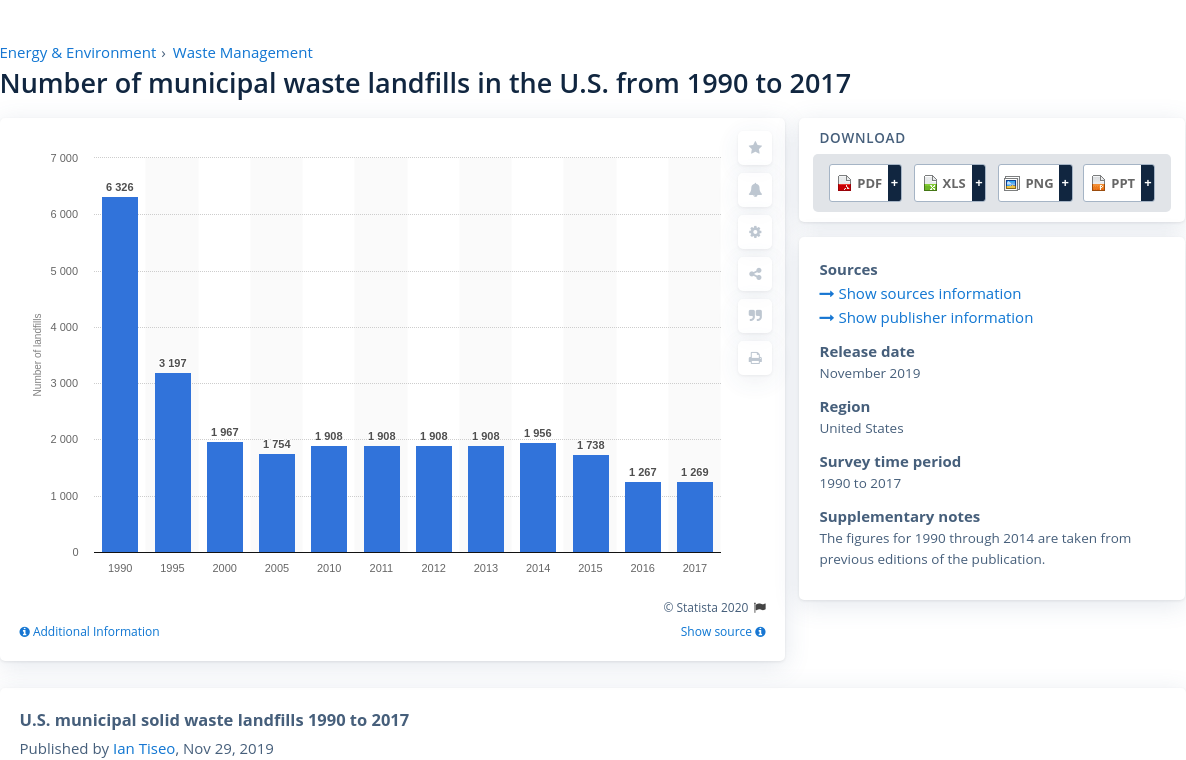 Energy & Environment › Waste Management
Number of municipal waste landfills in the U.S. from 1990 to 2017
Number of landfills
7 000
6 000
5 000
4 000
3 000
2 000
1 000
0
6 326
3 197
1 967
1 754
1 908
1 908
1 908
1 908
1 956
1 738
1 267
1 269
1990 1995 2000 2005 2010 2011 2012 2013 2014 2015 2016 2017
© Statista 2020
Additional Information
Show source
DOWNLOAD
PDF + XLS + PNG + PPT +
Sources
Show sources information
Show publisher information
Release date
November 2019
Region
United States
Survey time period
1990 to 2017
Supplementary notes
The figures for 1990 through 2014 are taken from
previous editions of the publication.
U.S. municipal solid waste landfills 1990 to 2017
Published by Ian Tiseo, Nov 29, 2019